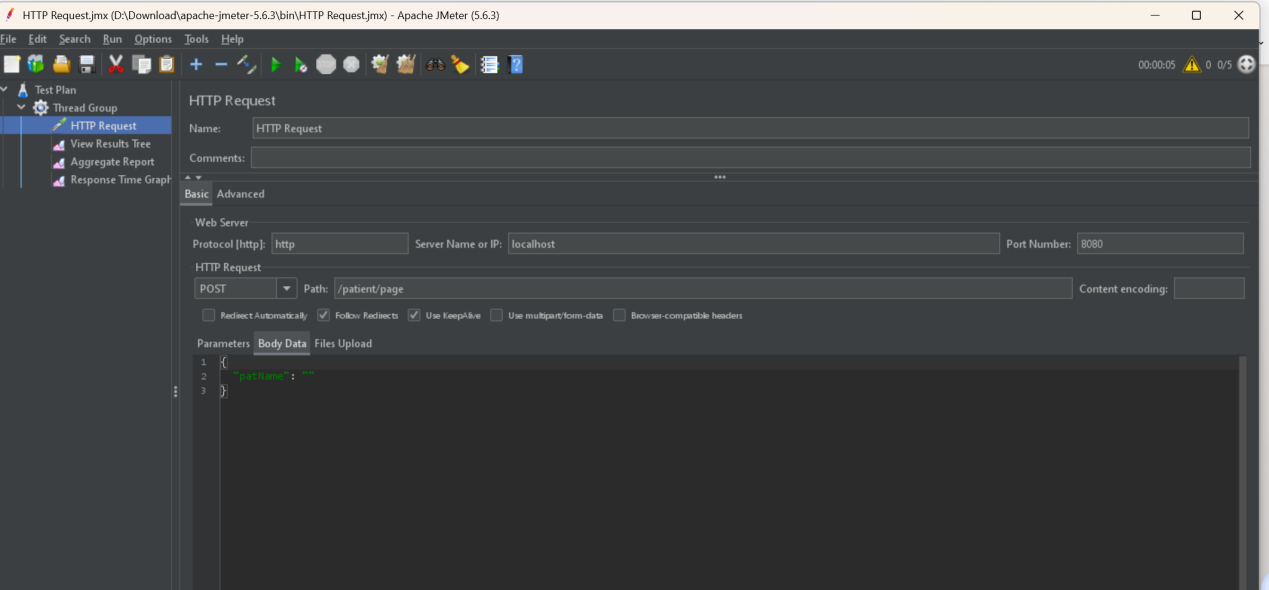 HTTP Request.jmx (D:\Download\apache-jmeter-5.6.3\bin\HTTP Request.jmx) - Apache JMeter (5.6.3)
File Edit Search Run Options Tools Help
00:00:05 0 0/5
Test Plan
Thread Group
HTTP Request
View Results Tree
Aggregate Report
Response Time Graph
HTTP Request
Name: HTTP Request
Comments:
Basic Advanced
Web Server
Protocol [http]: http Server Name or IP: localhost Port Number: 8080
HTTP Request
POST Path: /patient/page Content encoding:
Redirect Automatically Follow Redirects Use KeepAlive Use multipart/form-data Browser-compatible headers
Parameters Body Data Files Upload
1 {
2 "patName": ""
3 }